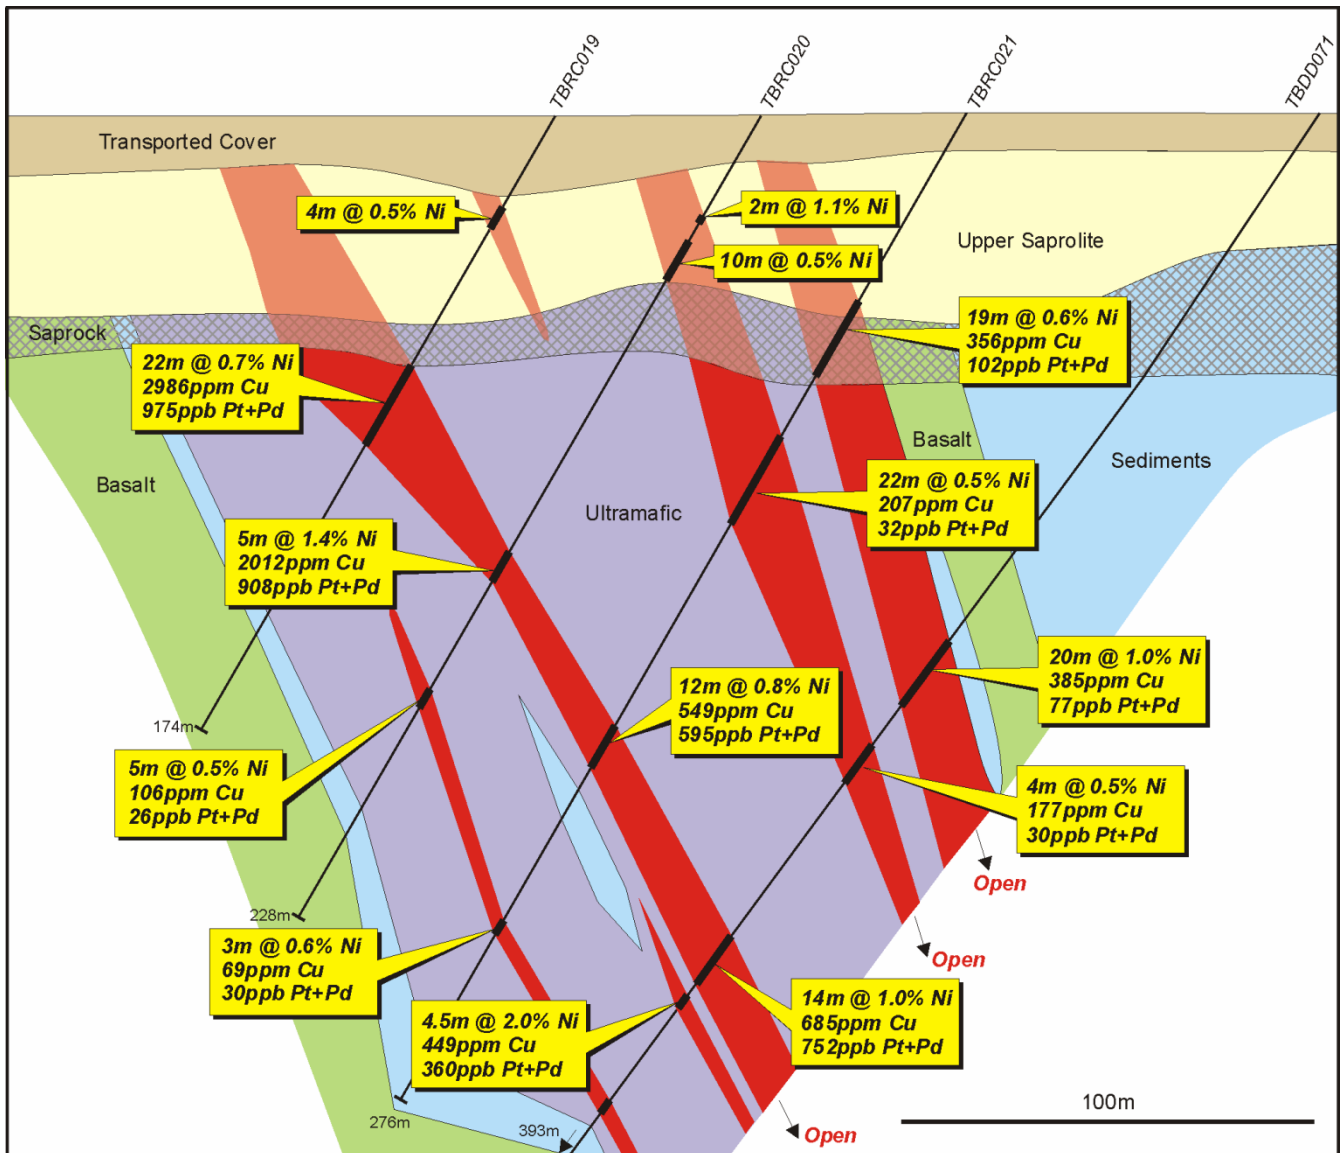 TBRC019
TBRC020
TBRC021
TBDD071
Transported Cover
4m @ 0.5% Ni
2m @ 1.1% Ni
10m @ 0.5% Ni
Upper Saprolite
Saprock
19m @ 0.6% Ni
356ppm Cu
102ppb Pt+Pd
22m @ 0.7% Ni
2986ppm Cu
975ppb Pt+Pd
Basalt
Basalt
Sediments
Ultramafic
22m @ 0.5% Ni
207ppm Cu
32ppb Pt+Pd
5m @ 1.4% Ni
2012ppm Cu
908ppb Pt+Pd
20m @ 1.0% Ni
385ppm Cu
77ppb Pt+Pd
12m @ 0.8% Ni
549ppm Cu
595ppb Pt+Pd
174m
5m @ 0.5% Ni
106ppm Cu
26ppb Pt+Pd
4m @ 0.5% Ni
177ppm Cu
30ppb Pt+Pd
Open
228m
3m @ 0.6% Ni
69ppm Cu
30ppb Pt+Pd
Open
14m @ 1.0% Ni
685ppm Cu
752ppb Pt+Pd
4.5m @ 2.0% Ni
449ppm Cu
360ppb Pt+Pd
276m
393m
Open
100m